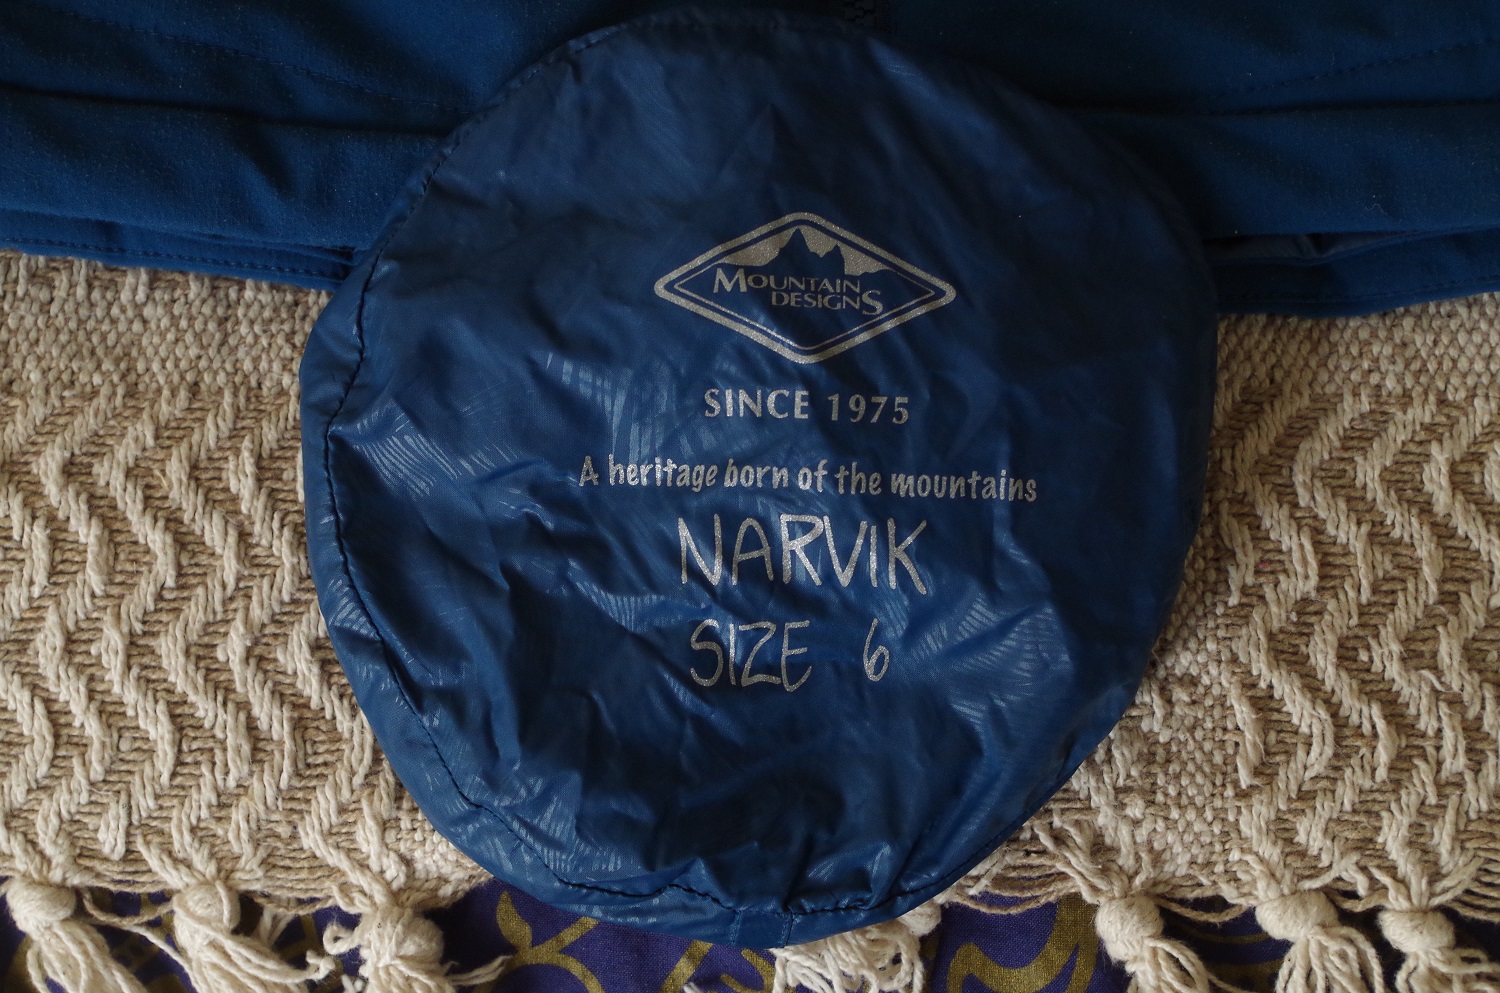 MOUNTAIN
DESIGNS
SINCE 1975
A heritage born of the mountains
NARVIK
SIZE 6